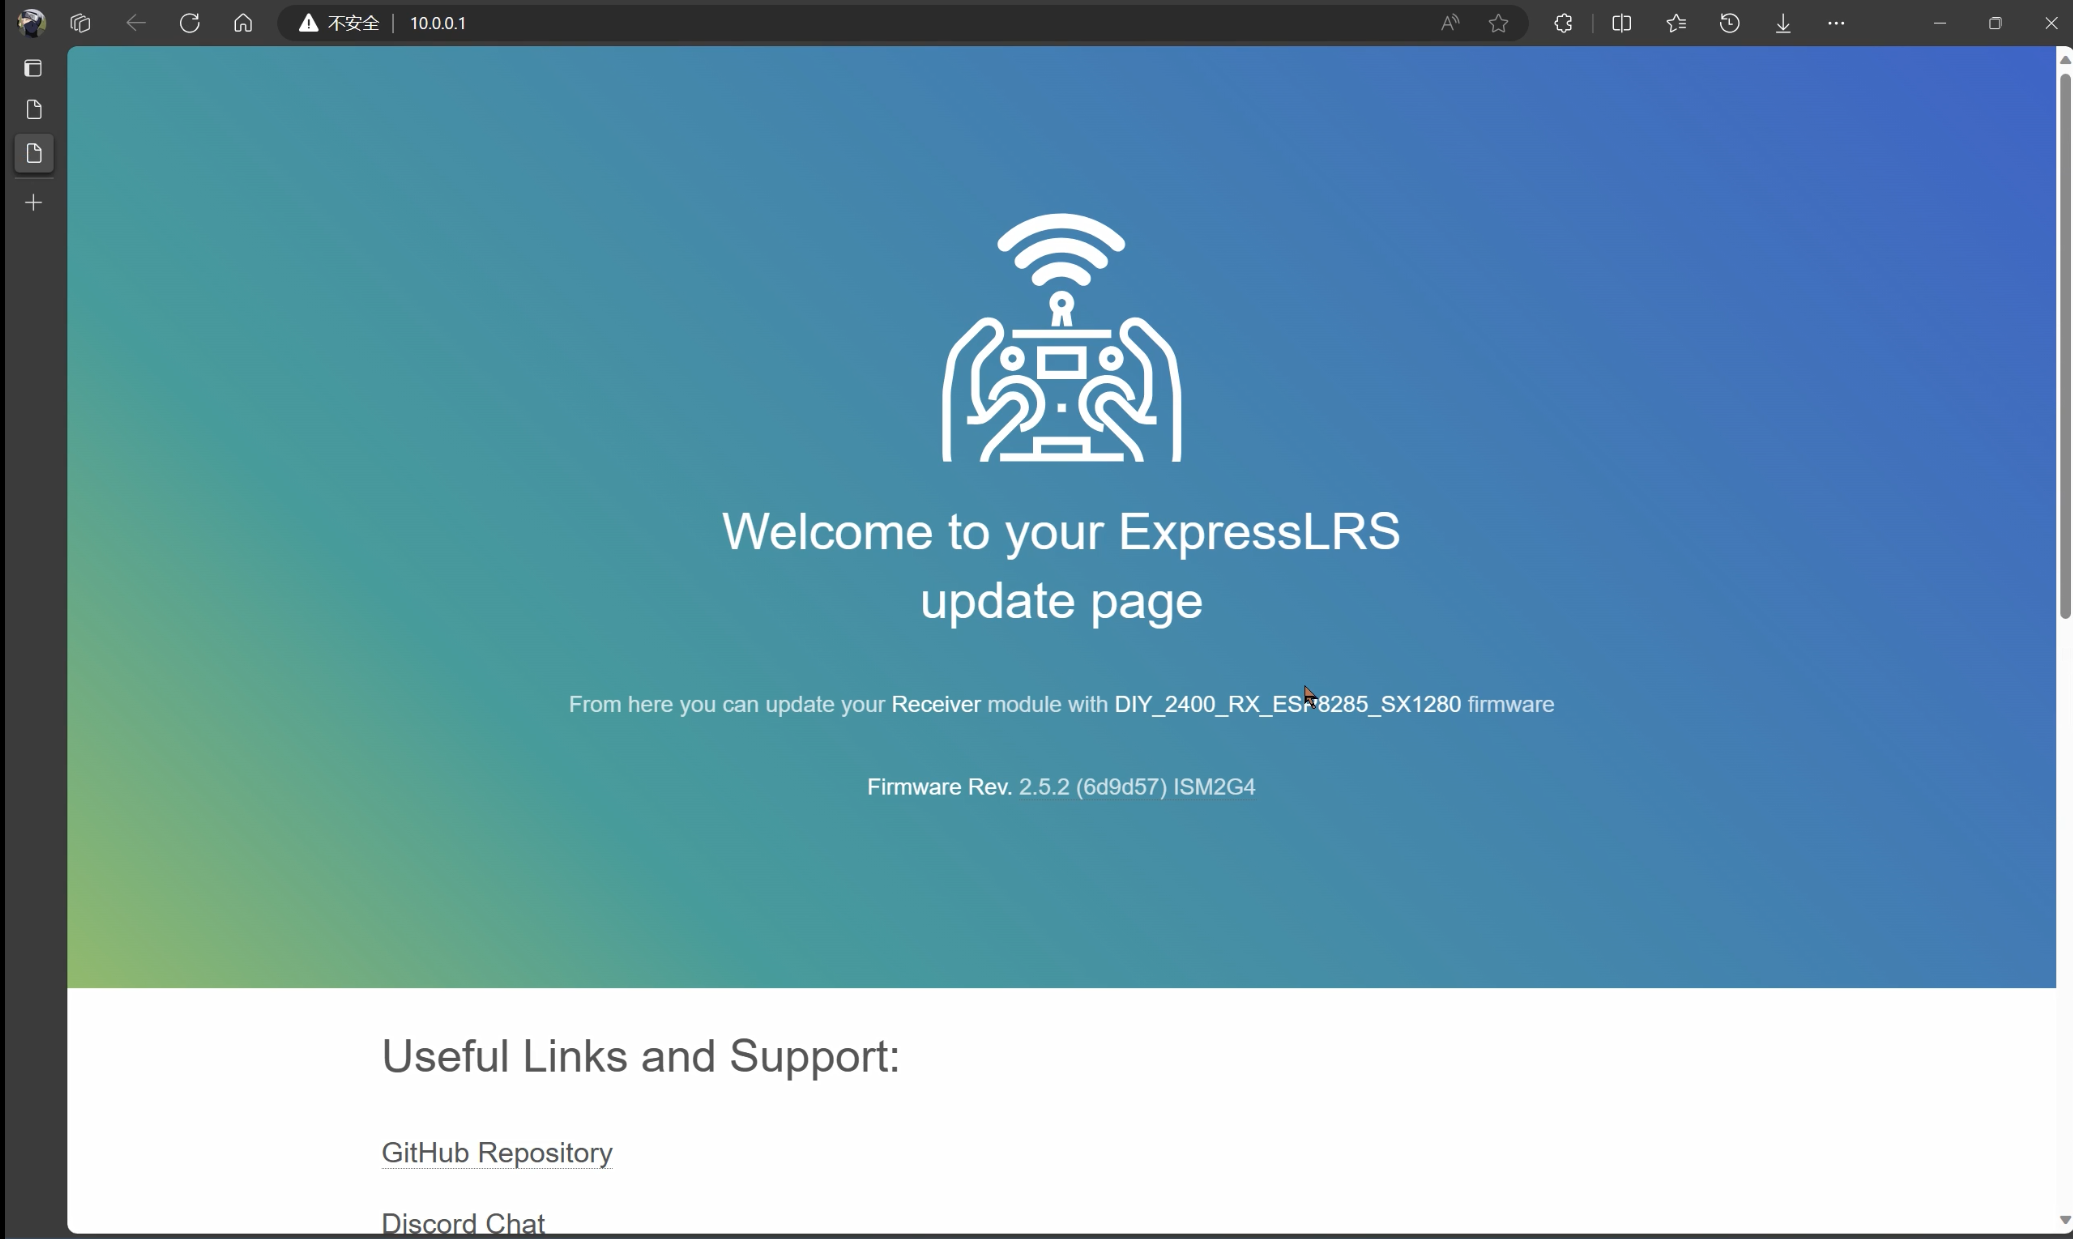 不安全 10.0.0.1
Welcome to your ExpressLRS
update page
From here you can update your Receiver module with DIY_2400_RX_ESP8285_SX1280 firmware
Firmware Rev. 2.5.2 (6d9d57) ISM2G4
Useful Links and Support:
GitHub Repository
Discord Chat